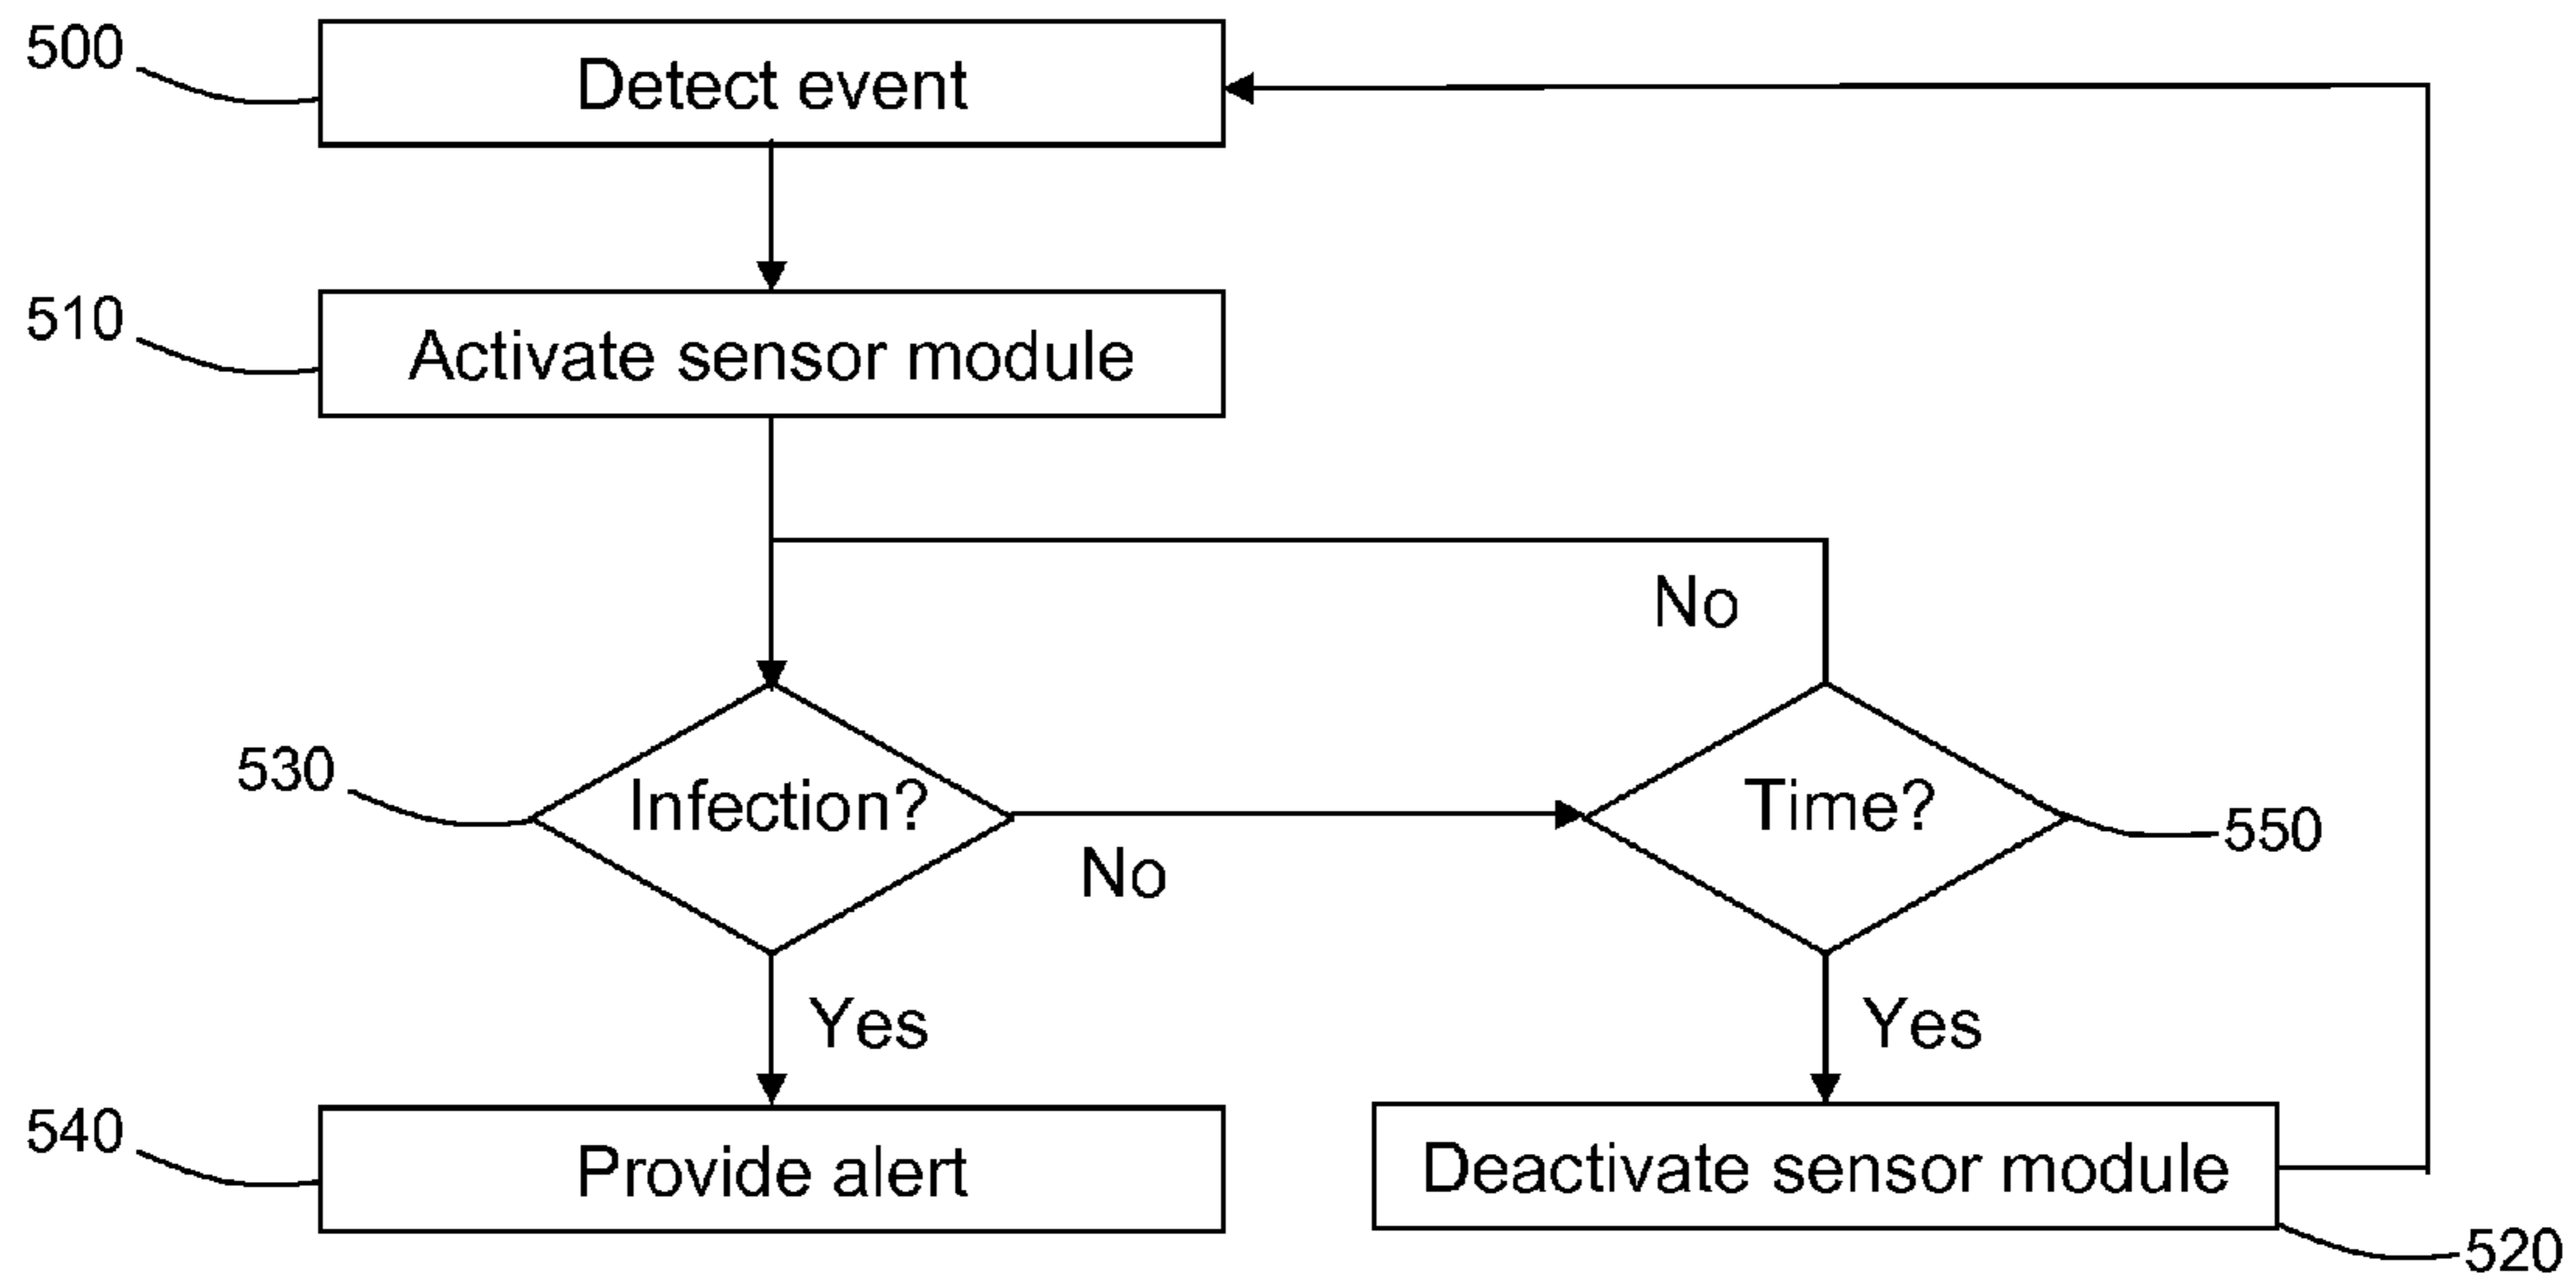 500
Detect event
510
Activate sensor module
No
530
Infection?
Time?
550
No
Yes
Yes
540
Provide alert
Deactivate sensor module
520